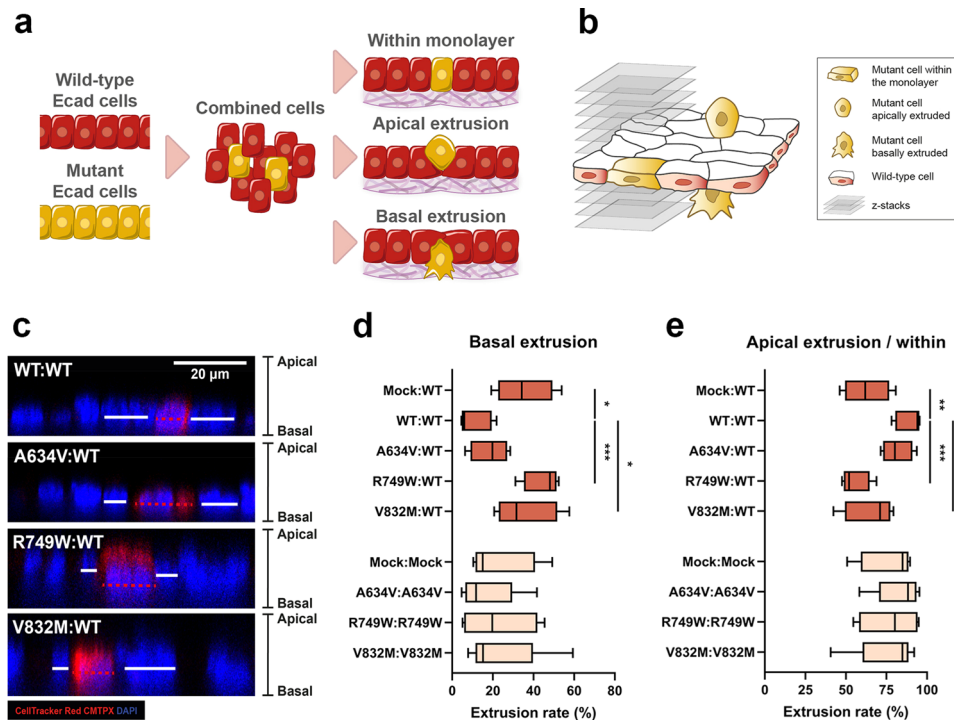 a
Wild-type
Ecad cells
Mutant
Ecad cells
Combined cells
Within monolayer
Apical extrusion
Basal extrusion
b
Mutant cell within
the monolayer
Mutant cell
apically extruded
Mutant cell
basally extruded
Wild-type cell
z-stacks
c
WT:WT
20 µm
Apical
Basal
A634V:WT
Apical
Basal
R749W:WT
Apical
Basal
V832M:WT
Apical
Basal
CellTracker Red CMTPX DAPI
d
Basal extrusion
Mock:WT
WT:WT
A634V:WT
R749W:WT
V832M:WT
Mock:Mock
A634V:A634V
R749W:R749W
V832M:V832M
*
***
*
0 20 40 60 80
Extrusion rate (%)
e
Apical extrusion / within
Mock:WT
WT:WT
A634V:WT
R749W:WT
V832M:WT
Mock:Mock
A634V:A634V
R749W:R749W
V832M:V832M
**
***
0 25 50 75 100
Extrusion rate (%)